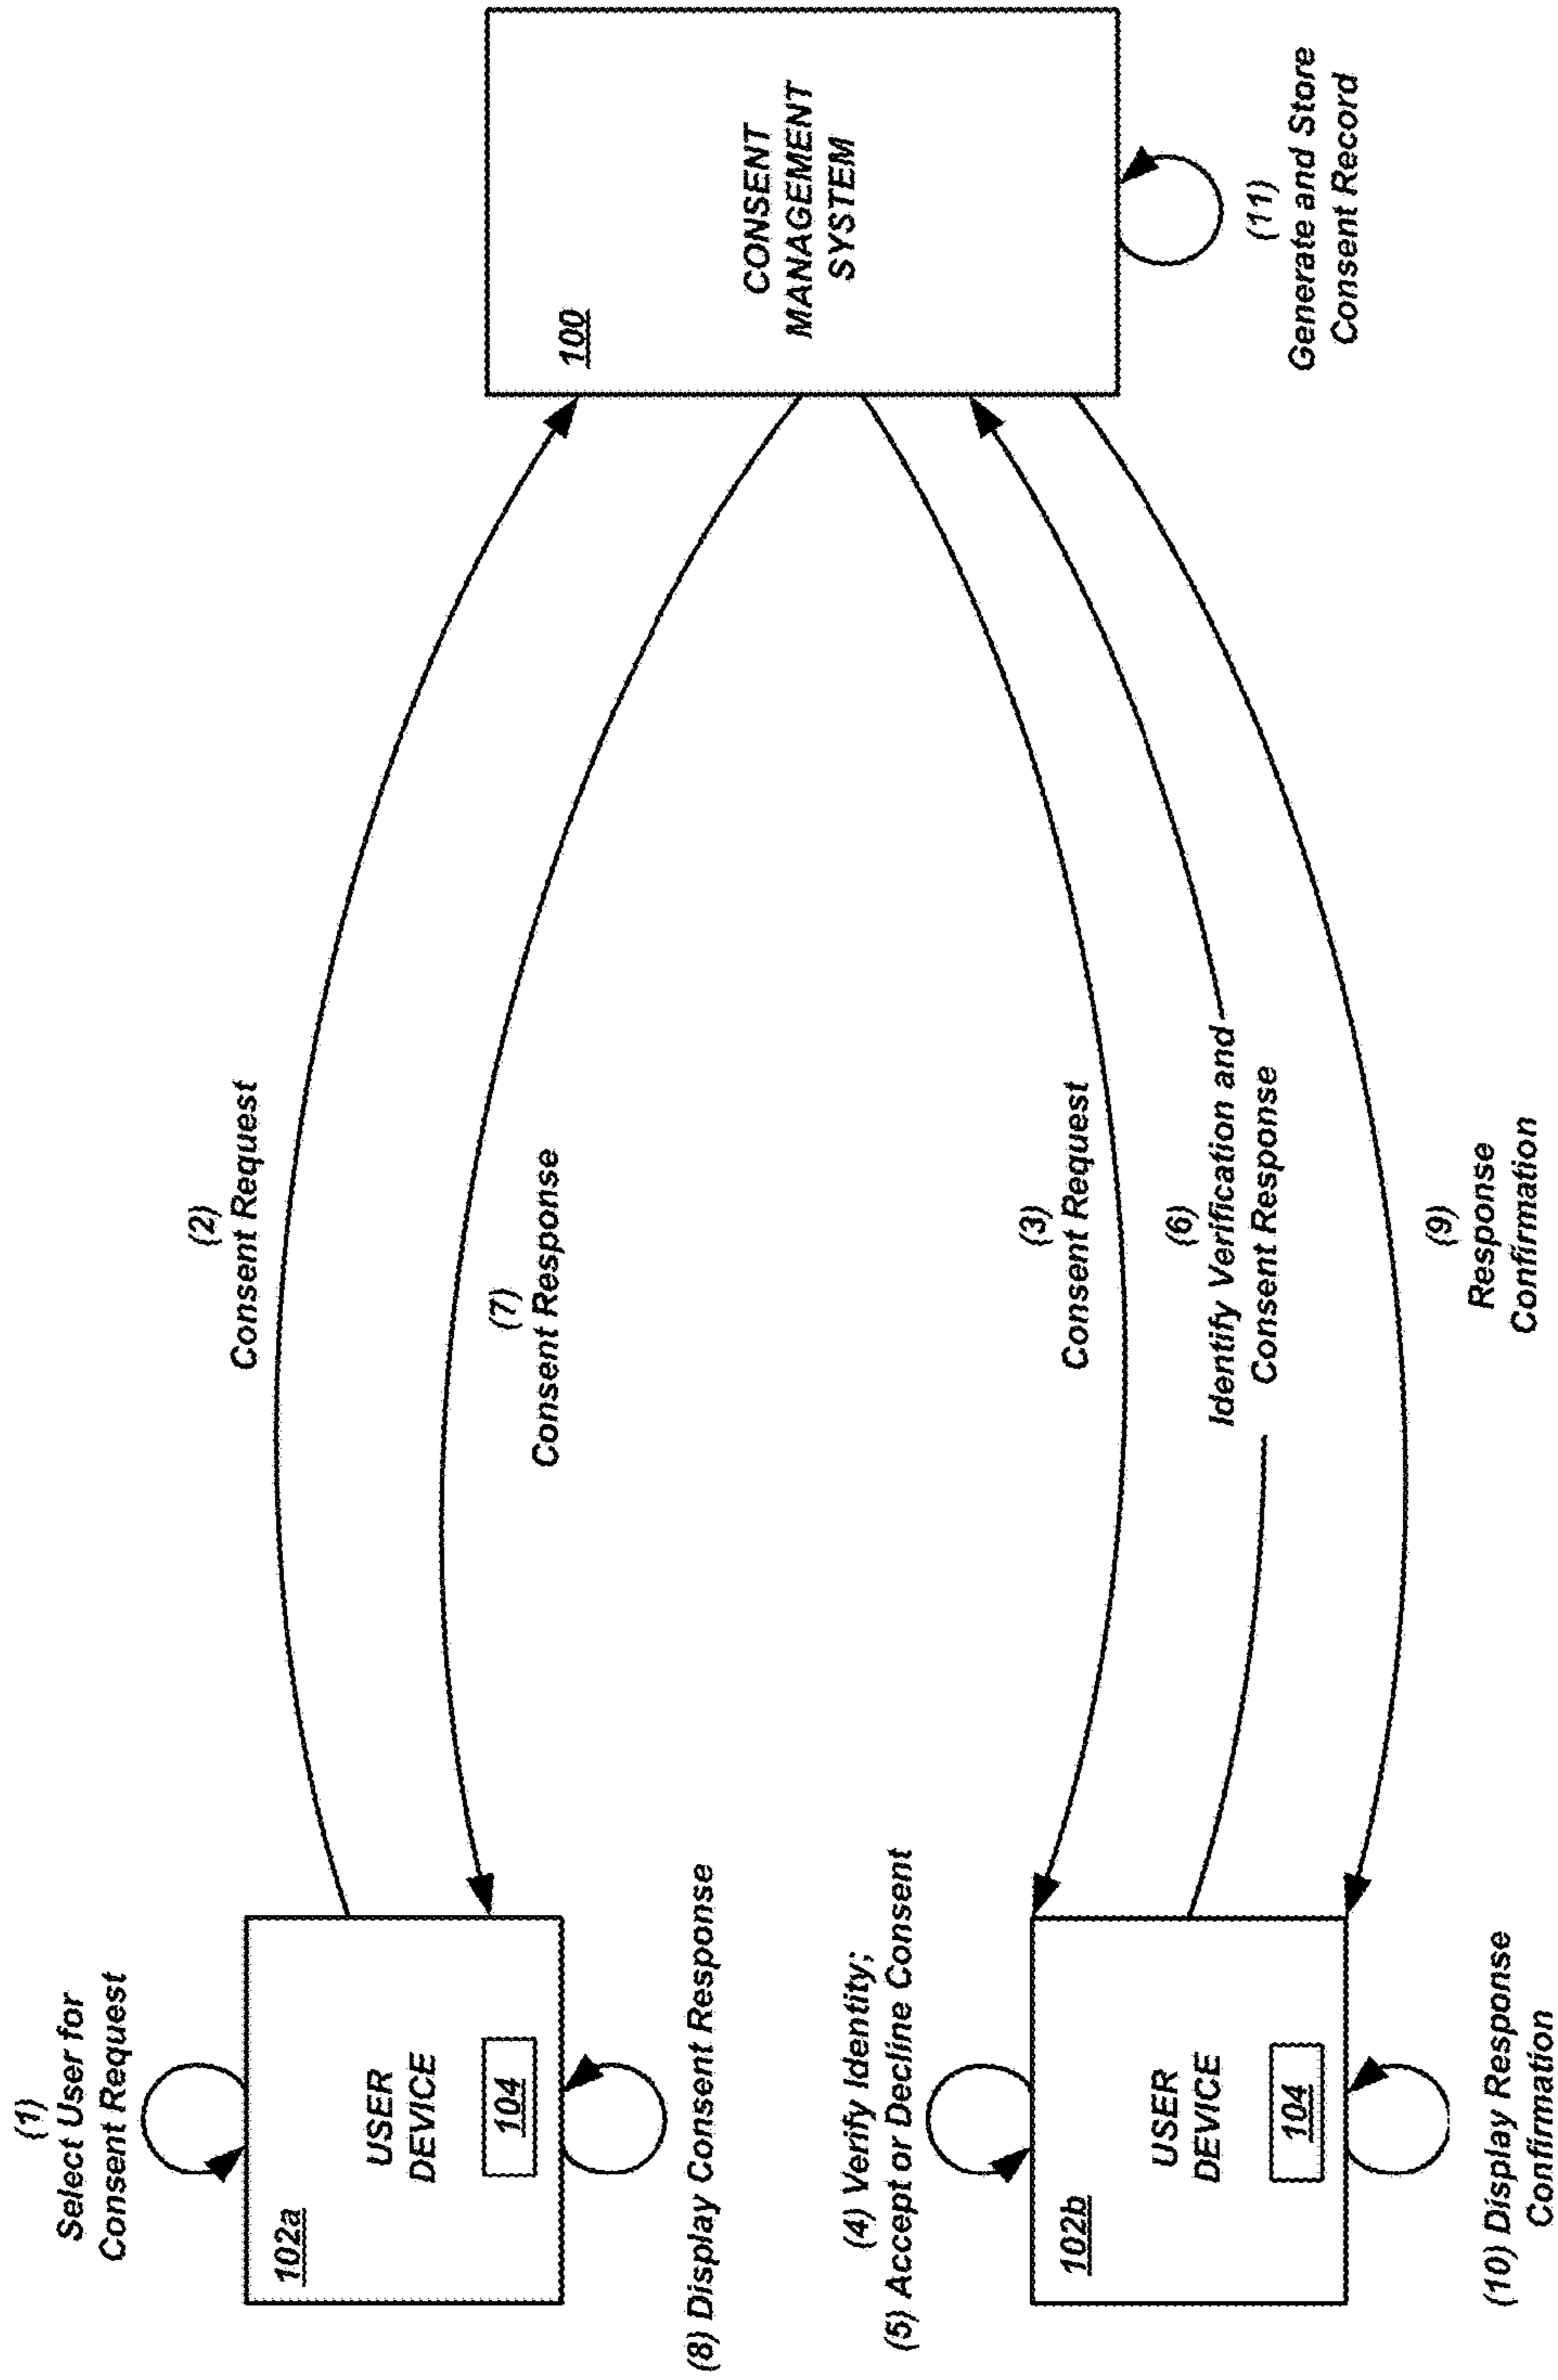 (1)
Select User for
Consent Request
102a
USER
DEVICE
104
(8) Display Consent Response
(2)
Consent Request
(7)
Consent Response
100
CONSENT
MANAGEMENT
SYSTEM
(11)
Generate and Store
Consent Record
(4) Verify Identity;
(5) Accept or Decline Consent
102b
USER
DEVICE
104
(10) Display Response
Confirmation
(3)
Consent Request
(6)
Identify Verification and
Consent Response
(9)
Response
Confirmation